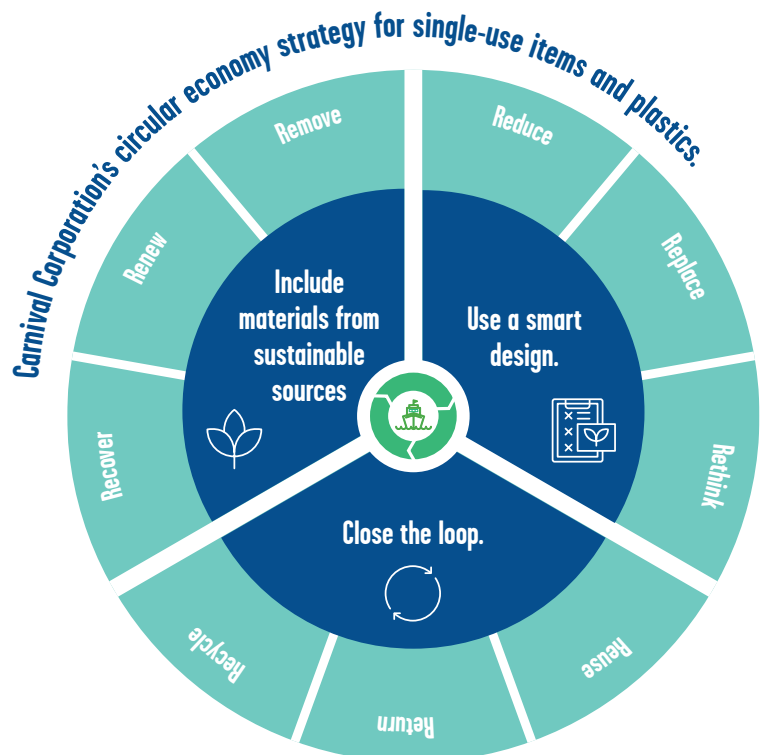 Carnival Corporation's circular economy strategy for single-use items and plastics.
Remove
Reduce
Replace
Rethink
Reuse
Return
Recycle
Recover
Renew
Include
materials from
sustainable
sources
Use a smart
design.
Close the loop.